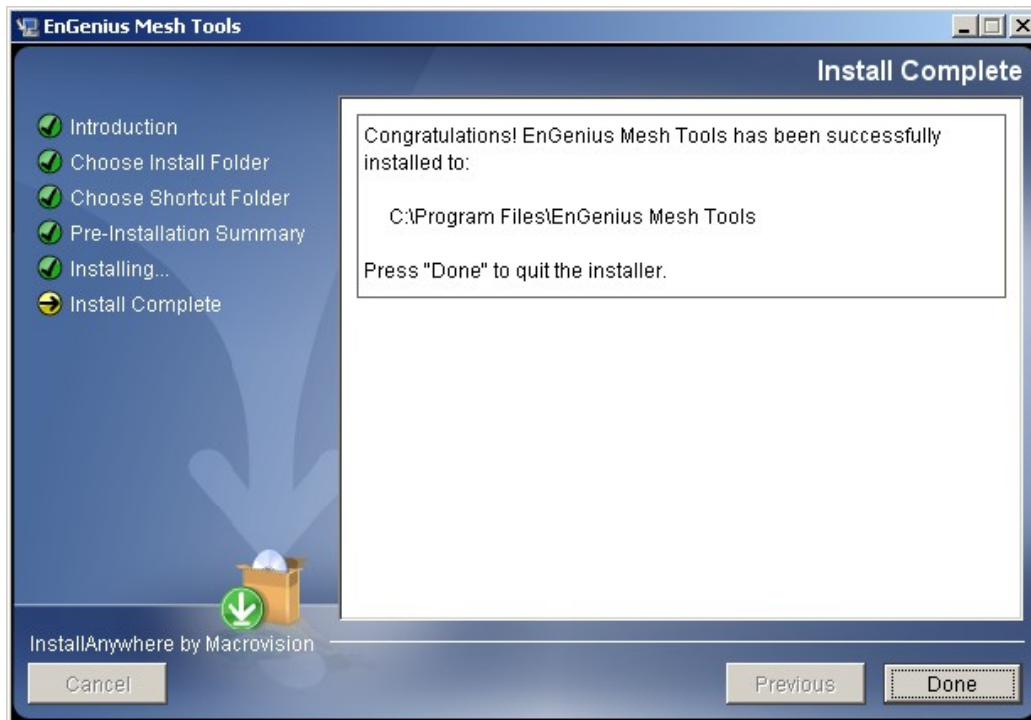 EnGenius Mesh Tools
Install Complete
Introduction
Choose Install Folder
Choose Shortcut Folder
Pre-Installation Summary
Installing...
Install Complete
Congratulations! EnGenius Mesh Tools has been successfully
installed to:
C:\Program Files\EnGenius Mesh Tools
Press "Done" to quit the installer.
InstallAnywhere by Macrovision
Cancel
Previous
Done